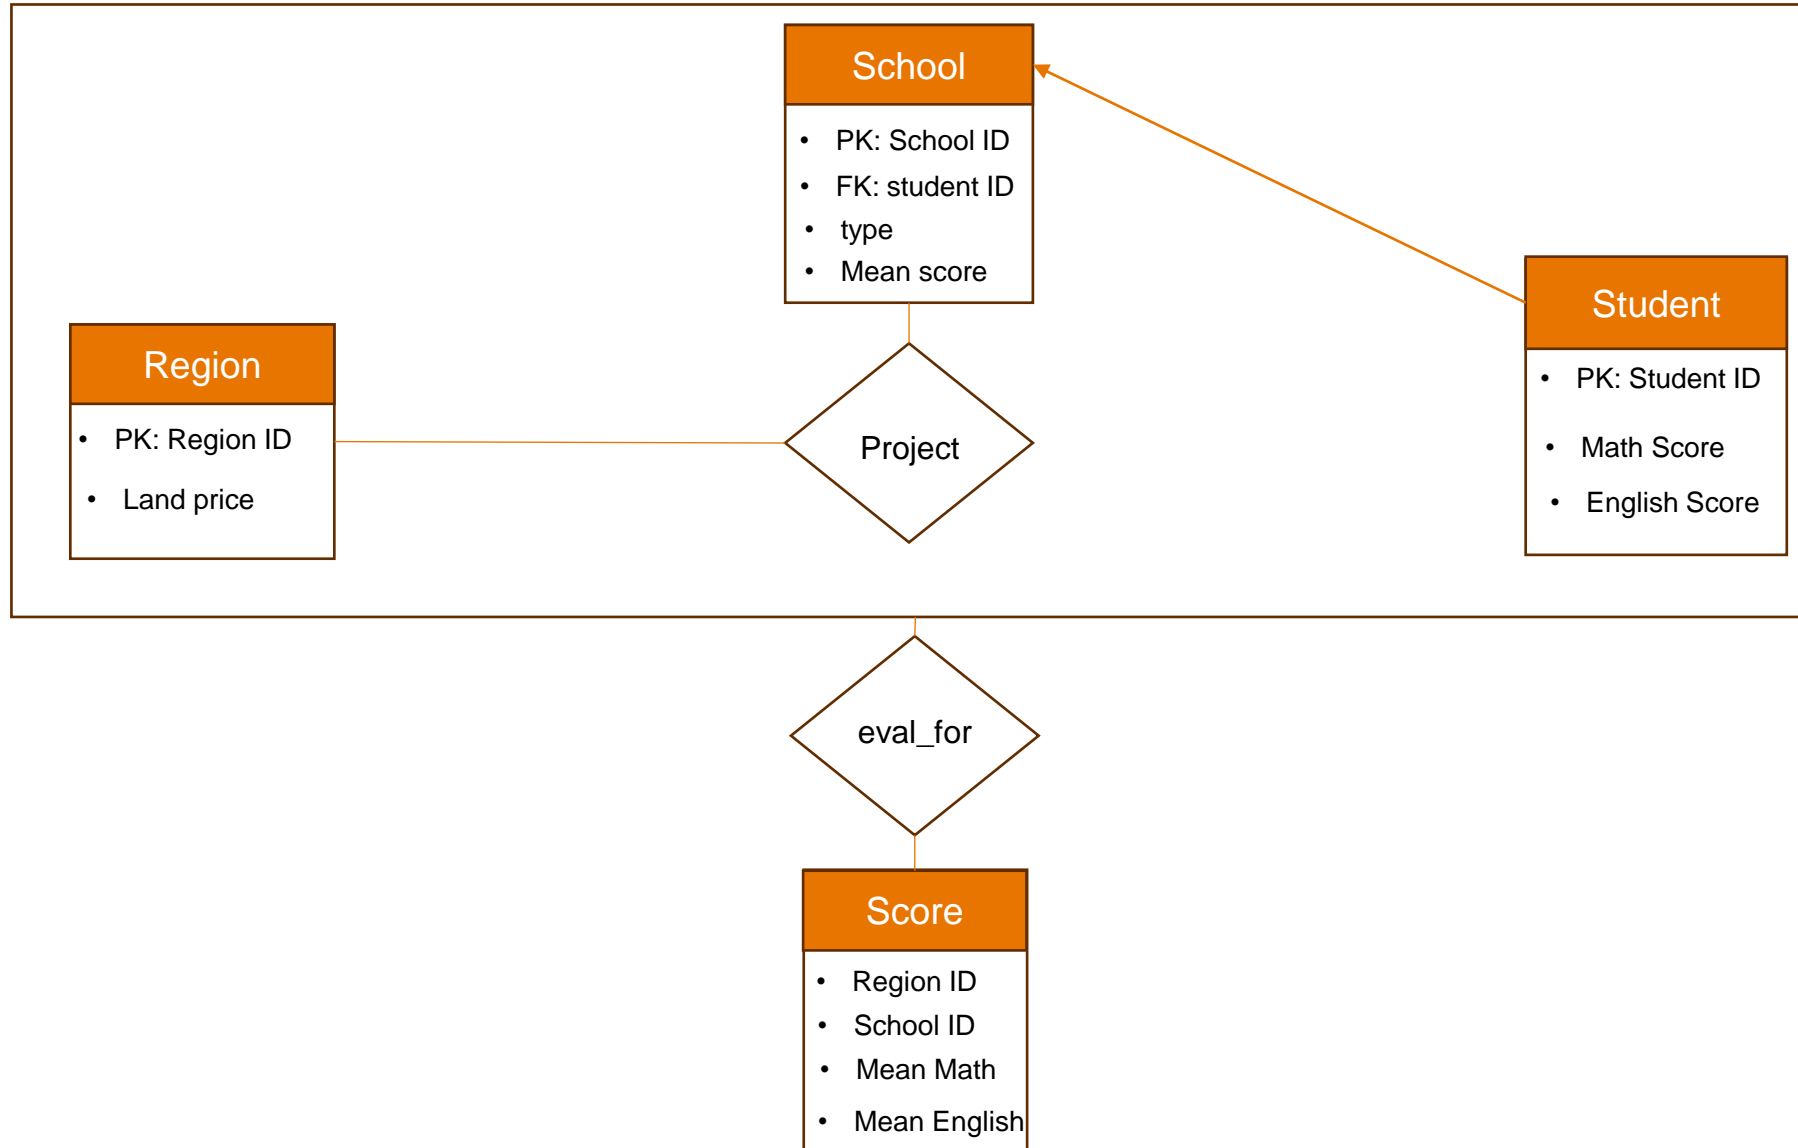 School
• PK: School ID
• FK: student ID
• type
• Mean score
Region
• PK: Region ID
• Land price
Project
Student
• PK: Student ID
• Math Score
• English Score
eval_for
Score
• Region ID
• School ID
• Mean Math
• Mean English